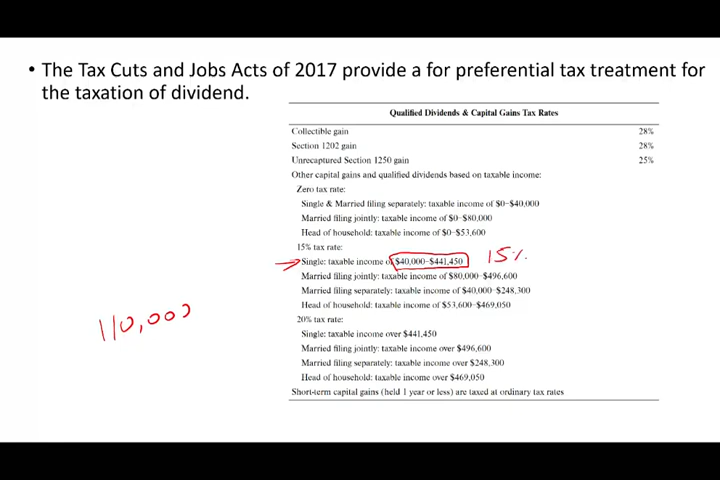 • The Tax Cuts and Jobs Acts of 2017 provide a for preferential tax treatment for
the taxation of dividend.
Qualified Dividends & Capital Gains Tax Rates
Collectible gain 28%
Section 1202 gain 28%
Unrecaptured Section 1250 gain 25%
Other capital gains and qualified dividends based on taxable income:
Zero tax rate:
Single & Married filing separately: taxable income of $0–$40,000
Married filing jointly: taxable income of $0–$80,000
Head of household: taxable income of $0–$53,600
15% tax rate:
Single: taxable income of $40,000–$441,450 15%
Married filing jointly: taxable income of $80,000–$496,600
Married filing separately: taxable income of $40,000–$248,300
Head of household: taxable income of $53,600–$469,050
110,000
20% tax rate:
Single: taxable income over $441,450
Married filing jointly: taxable income over $496,600
Married filing separately: taxable income over $248,300
Head of household: taxable income over $469,050
Short-term capital gains (held 1 year or less) are taxed at ordinary tax rates